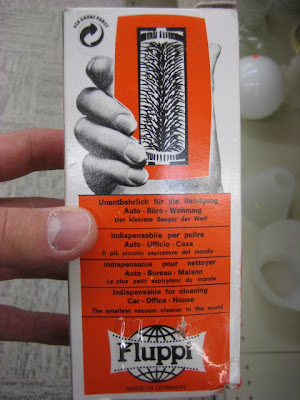 DER GRÜNE PUNKT
Unentbehrlich für die Reinigung
Auto - Büro - Wohnung
der kleinste Sauger der Welt
Indispensabile per pulire
Auto - Ufficio - Casa
Il più piccolo aspiratore del mondo
Indispensable pour nettoyer
Auto - Bureau - Maison
Le plus petit aspirateur du monde
Indispensable for cleaning
Car - Office - House
The smallest vacuum cleaner in the world
Fluppi
MADE IN GERMANY